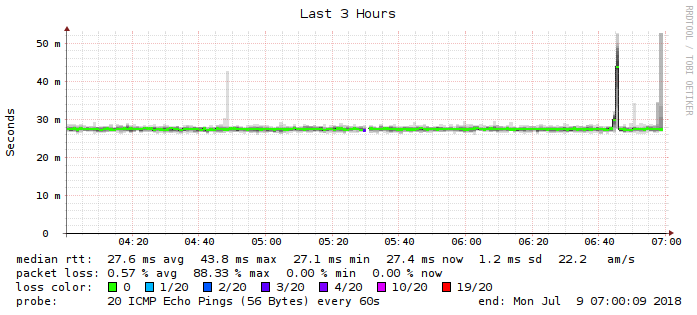 Last 3 Hours
RRDTOOL / TOBI OETIKER
Seconds
50 m
40 m
30 m
20 m
10 m
0
04:20 04:40 05:00 05:20 05:40 06:00 06:20 06:40 07:00
median rtt: 27.6 ms avg 43.8 ms max 27.1 ms min 27.4 ms now 1.2 ms sd 22.2 am/s
packet loss: 0.57 % avg 88.33 % max 0.00 % min 0.00 % now
loss color: 0 1/20 2/20 3/20 4/20 10/20 19/20
probe: 20 ICMP Echo Pings (56 Bytes) every 60s end: Mon Jul 9 07:00:09 2018